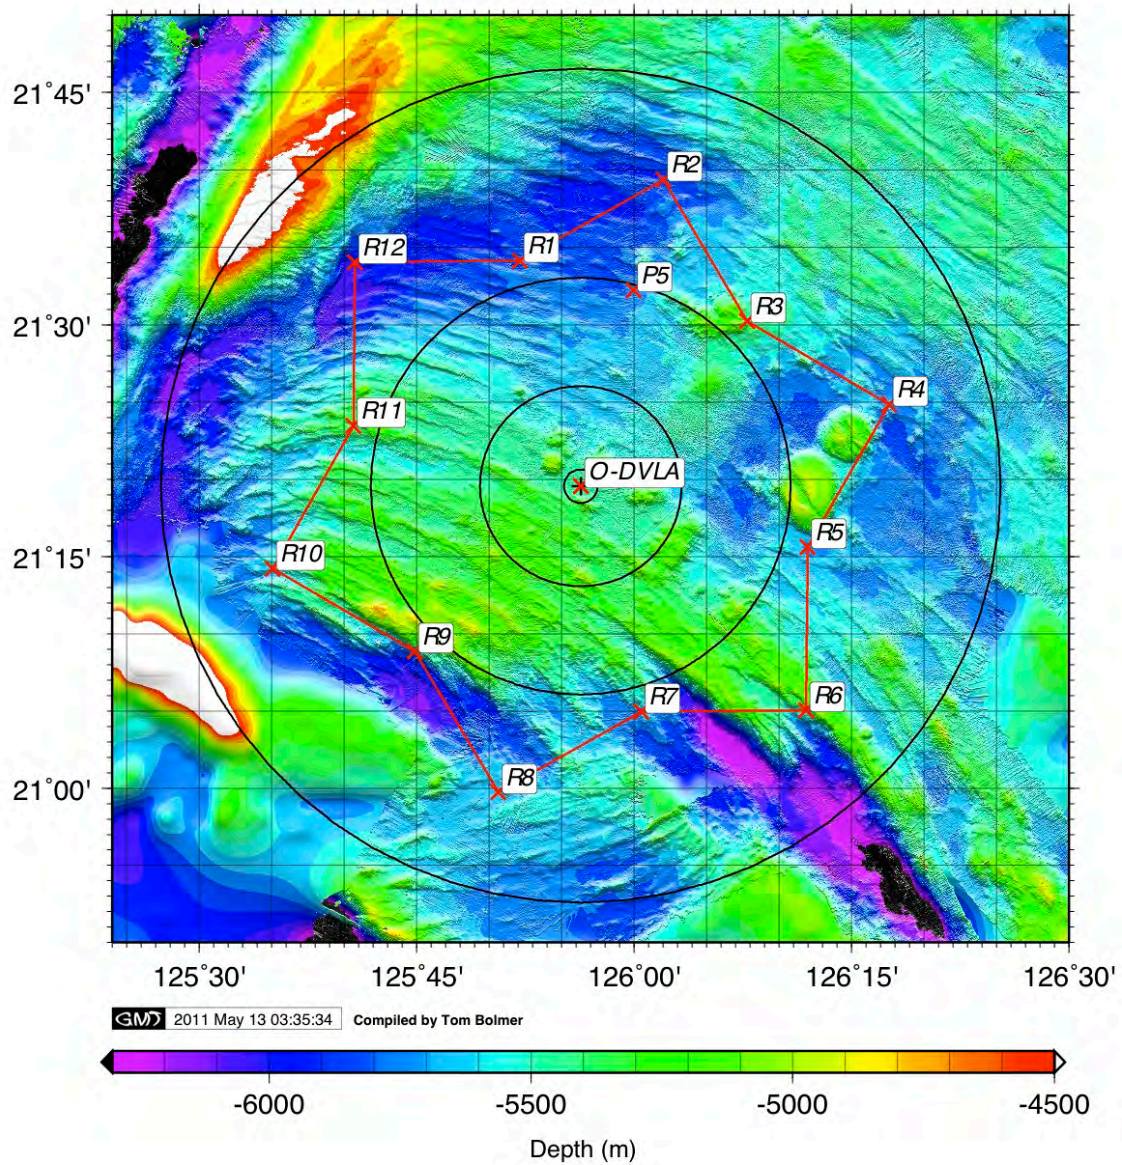 21°45'
R2
R12
R1
P5
21°30'
R3
R4
R11
O-DVLA
R5
21°15'
R10
R9
R7
R6
R8
21°00'
125°30' 125°45' 126°00' 126°15' 126°30'
GMT 2011 May 13 03:35:34 Compiled by Tom Bolmer
-6000 -5500 -5000 -4500
Depth (m)